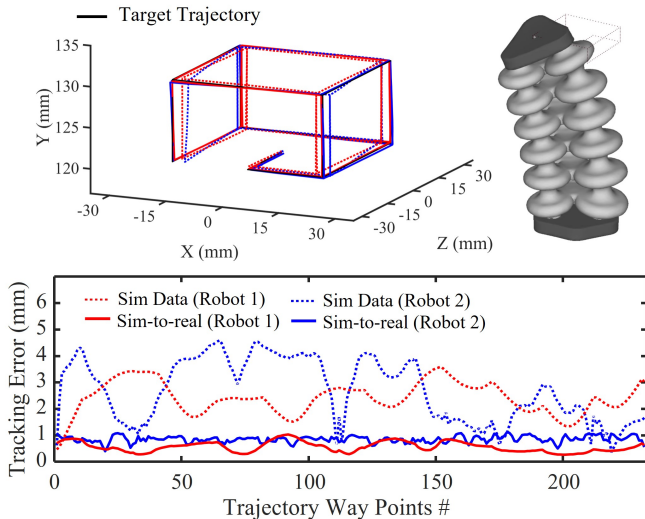 Target Trajectory
135
130
125
120
Y (mm)
-30
-15
0
15
30
X (mm)
-30
-15
0
15
30
Z (mm)
7
6
5
4
3
2
1
0
Tracking Error (mm)
Sim Data (Robot 1)
Sim Data (Robot 2)
Sim-to-real (Robot 1)
Sim-to-real (Robot 2)
0
50
100
150
200
Trajectory Way Points #